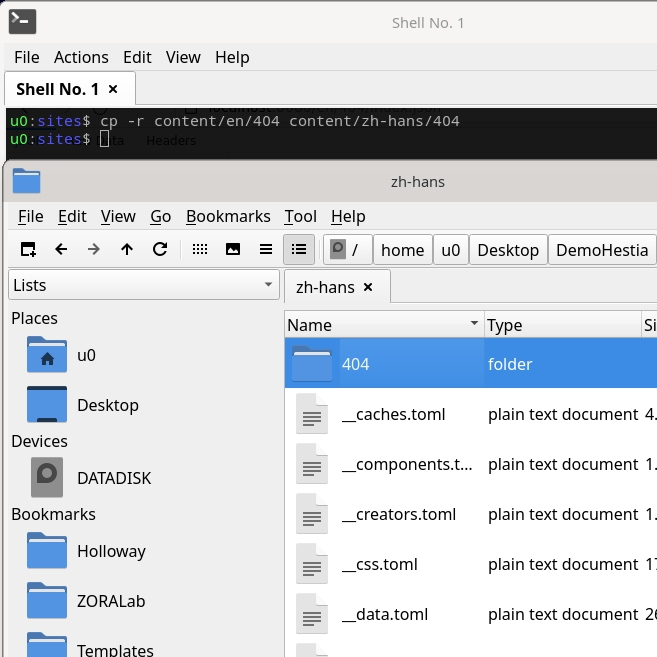 Shell No. 1
File Actions Edit View Help
Shell No. 1 ×
u0:sites$ cp -r content/en/404 content/zh-hans/404
u0:sites$
Headers
zh-hans
File Edit View Go Bookmarks Tool Help
/ home u0 Desktop DemoHestia
Lists
zh-hans ×
Name Type
Places
404 folder
u0
__caches.toml plain text document 4.
Desktop
__components.t... plain text document 1.
Devices
DATADISK
__creators.toml plain text document 1.
Bookmarks
Holloway
__css.toml plain text document 17
ZORALab
__data.toml plain text document 26
Templates